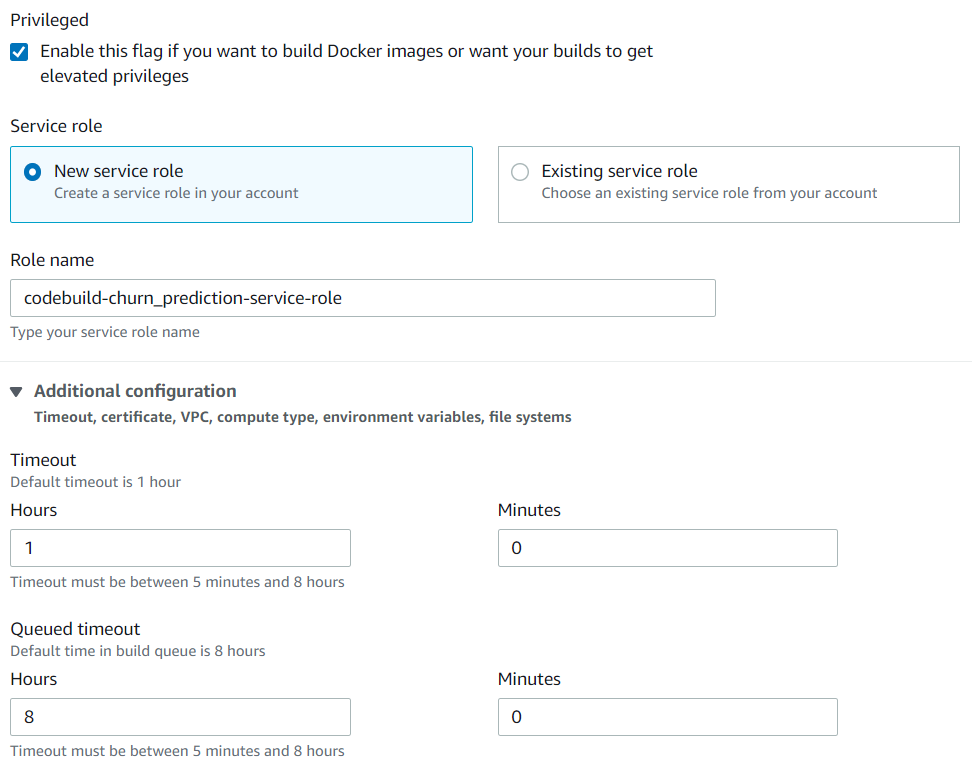 Privileged
Enable this flag if you want to build Docker images or want your builds to get
elevated privileges
Service role
New service role
Create a service role in your account
Existing service role
Choose an existing service role from your account
Role name
codebuild-churn_prediction-service-role
Type your service role name
Additional configuration
Timeout, certificate, VPC, compute type, environment variables, file systems
Timeout
Default timeout is 1 hour
Hours
Minutes
1
0
Timeout must be between 5 minutes and 8 hours
Queued timeout
Default time in build queue is 8 hours
Hours
Minutes
8
0
Timeout must be between 5 minutes and 8 hours